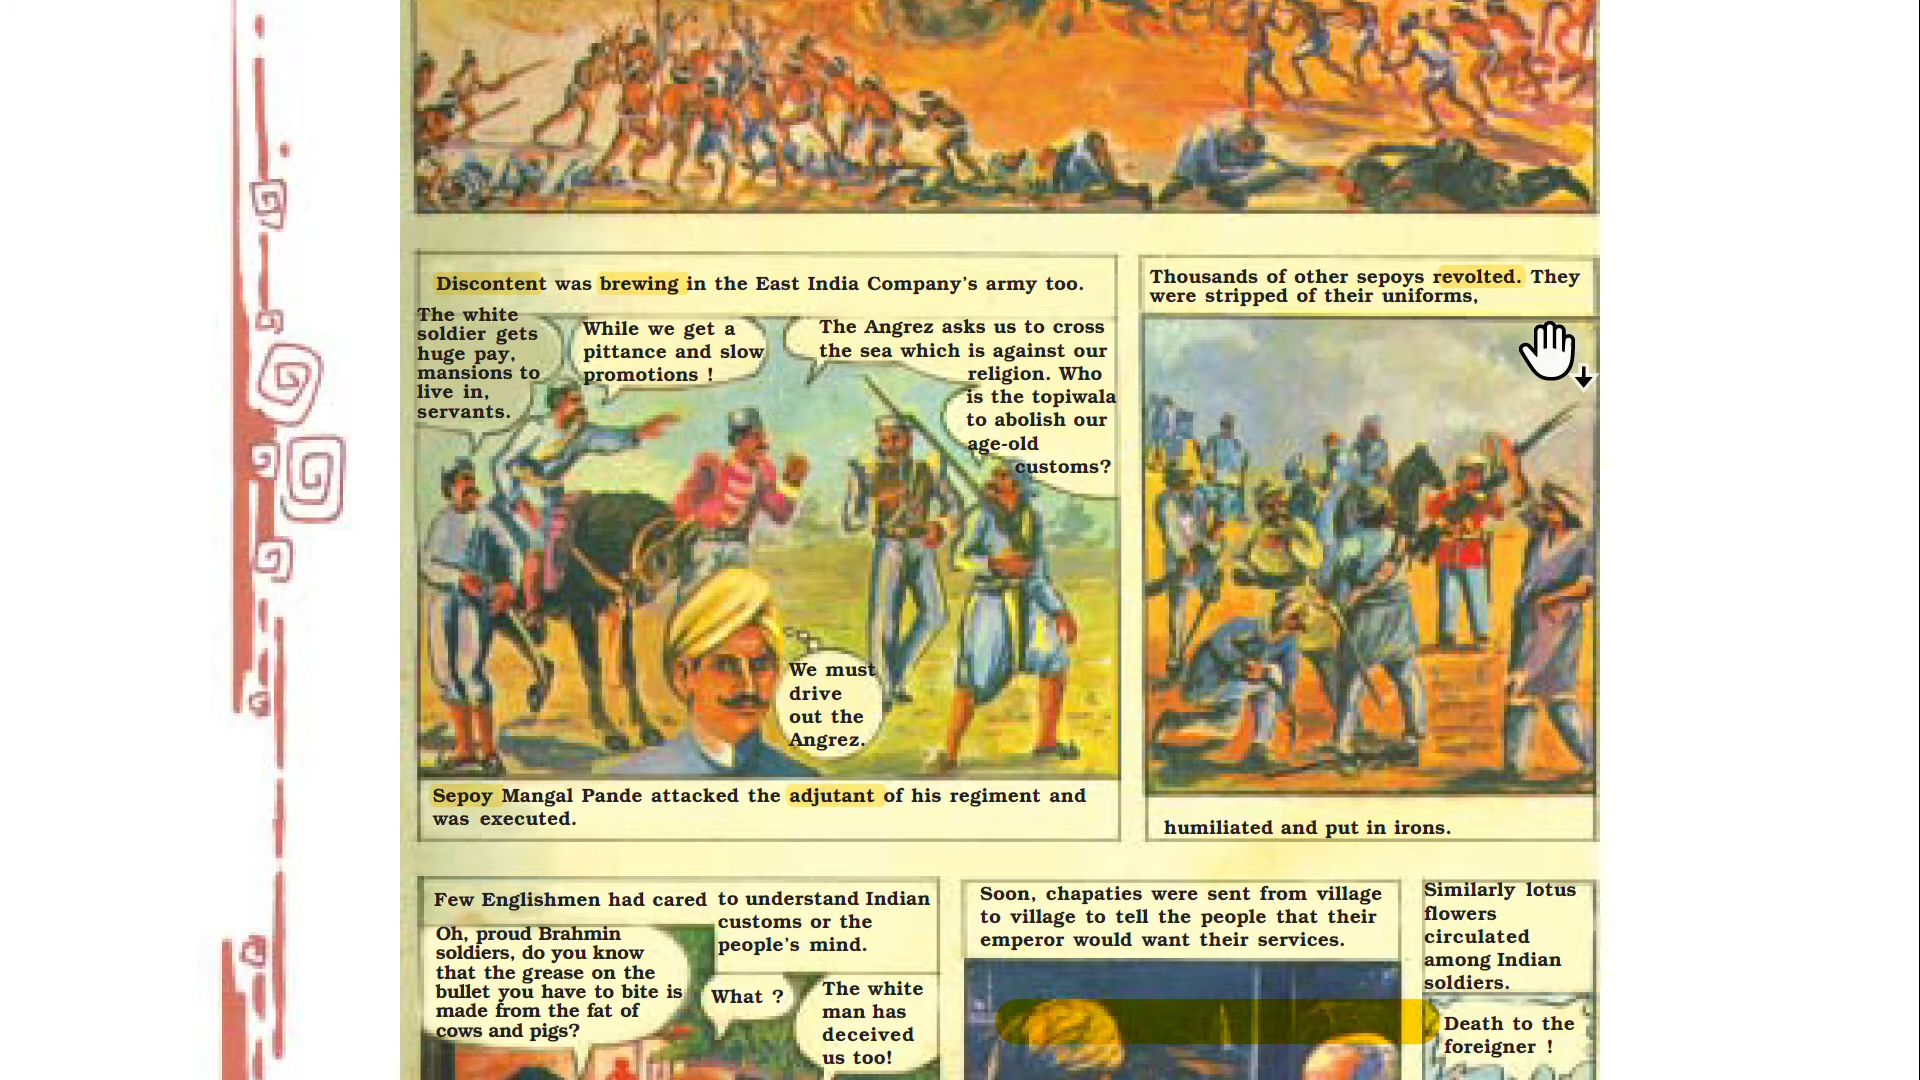 Discontent was brewing in the East India Company's army too.
The white
soldier gets
huge pay,
mansions to
live in,
servants.
While we get a
pittance and slow
promotions !
The Angrez asks us to cross
the sea which is against our
religion. Who
is the topiwala
to abolish our
age-old
customs?
We must
drive
out the
Angrez.
Sepoy Mangal Pande attacked the adjutant of his regiment and
was executed.
Thousands of other sepoys revolted. They
were stripped of their uniforms,
humiliated and put in irons.
Few Englishmen had cared to understand Indian
customs or the
people's mind.
Oh, proud Brahmin
soldiers, do you know
that the grease on the
bullet you have to bite is
made from the fat of
cows and pigs?
What ?
The white
man has
deceived
us too!
Soon, chapaties were sent from village
to village to tell the people that their
emperor would want their services.
Similarly lotus
flowers
circulated
among Indian
soldiers.
Death to the
foreigner !